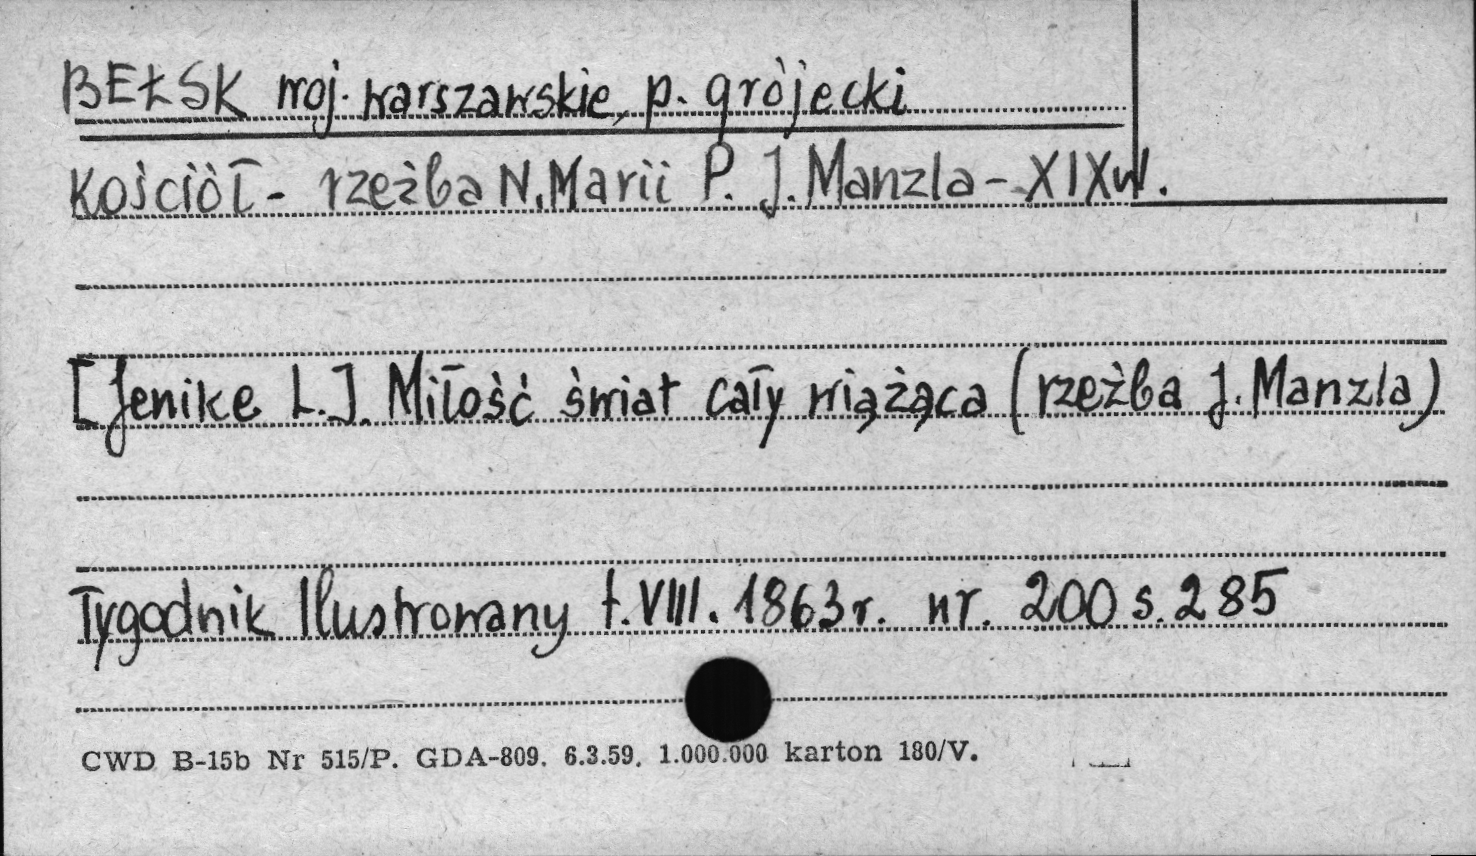 BEŁSK woj. warszawskie, p. grójecki
Kościół - rzeźba N. Marii P. J. Manzla - XIXw.
[Jenike L.]. Miłość świat cały wiążąca (rzeźba J. Manzla)
Tygodnik Ilustrowany t. VIII. 1863 r. nr. 200 s. 285
CWD B-15b Nr 515/P. GDA-809. 6.3.59. 1.000.000 karton 180/V.